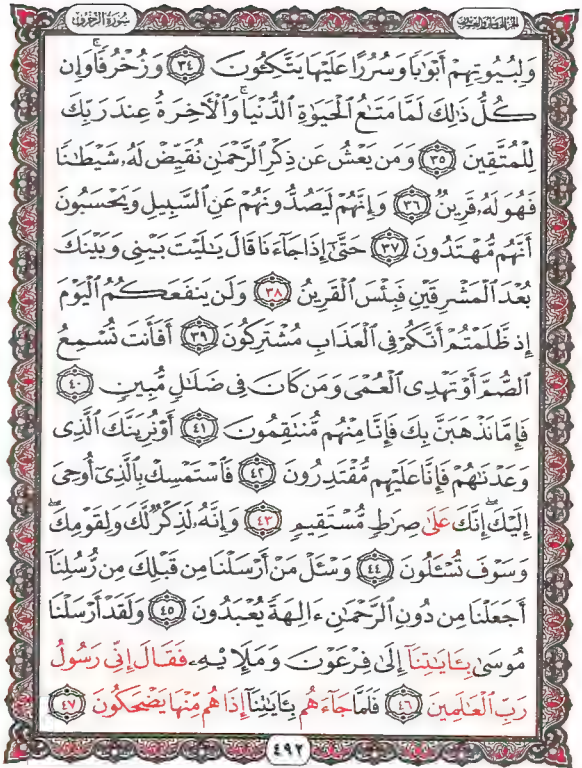 سورة الزخرف
الجزء الخامس والعشرون
وَلِبُيُوتِهِمْ أَبْوَٰبًا وَسُرُرًا عَلَيْهَا يَتَّكِـُٔونَ ٣٤ وَزُخْرُفًا ۚ وَإِن
كُلُّ ذَٰلِكَ لَمَّا مَتَـٰعُ ٱلْحَيَوٰةِ ٱلدُّنْيَا ۚ وَٱلْـَٔاخِرَةُ عِندَ رَبِّكَ
لِلْمُتَّقِينَ ٣٥ وَمَن يَعْشُ عَن ذِكْرِ ٱلرَّحْمَـٰنِ نُقَيِّضْ لَهُۥ شَيْطَـٰنًا
فَهُوَ لَهُۥ قَرِينٌ ٣٦ وَإِنَّهُمْ لَيَصُدُّونَهُمْ عَنِ ٱلسَّبِيلِ وَيَحْسَبُونَ
أَنَّهُم مُّهْتَدُونَ ٣٧ حَتَّىٰٓ إِذَا جَآءَنَا قَالَ يَـٰلَيْتَ بَيْنِى وَبَيْنَكَ
بُعْدَ ٱلْمَشْرِقَيْنِ فَبِئْسَ ٱلْقَرِينُ ٣٨ وَلَن يَنفَعَكُمُ ٱلْيَوْمَ
إِذ ظَّلَمْتُمْ أَنَّكُمْ فِى ٱلْعَذَابِ مُشْتَرِكُونَ ٣٩ أَفَأَنتَ تُسْمِعُ
ٱلصُّمَّ أَوْ تَهْدِى ٱلْعُمْىَ وَمَن كَانَ فِى ضَلَـٰلٍ مُّبِينٍ ٤٠
فَإِمَّا نَذْهَبَنَّ بِكَ فَإِنَّا مِنْهُم مُّنتَقِمُونَ ٤١ أَوْ نُرِيَنَّكَ ٱلَّذِى
وَعَدْنَـٰهُمْ فَإِنَّا عَلَيْهِم مُّقْتَدِرُونَ ٤٢ فَٱسْتَمْسِكْ بِٱلَّذِىٓ أُوحِىَ
إِلَيْكَ ۖ إِنَّكَ عَلَىٰ صِرَٰطٍ مُّسْتَقِيمٍ ٤٣ وَإِنَّهُۥ لَذِكْرٌ لَّكَ وَلِقَوْمِكَ ۖ
وَسَوْفَ تُسْـَٔلُونَ ٤٤ وَسْـَٔلْ مَنْ أَرْسَلْنَا مِن قَبْلِكَ مِن رُّسُلِنَآ
أَجَعَلْنَا مِن دُونِ ٱلرَّحْمَـٰنِ ءَالِهَةً يُعْبَدُونَ ٤٥ وَلَقَدْ أَرْسَلْنَا
مُوسَىٰ بِـَٔايَـٰتِنَآ إِلَىٰ فِرْعَوْنَ وَمَلَإِي۟هِۦ فَقَالَ إِنِّى رَسُولُ
رَبِّ ٱلْعَـٰلَمِينَ ٤٦ فَلَمَّا جَآءَهُم بِـَٔايَـٰتِنَآ إِذَا هُم مِّنْهَا يَضْحَكُونَ ٤٧
٤٩٢